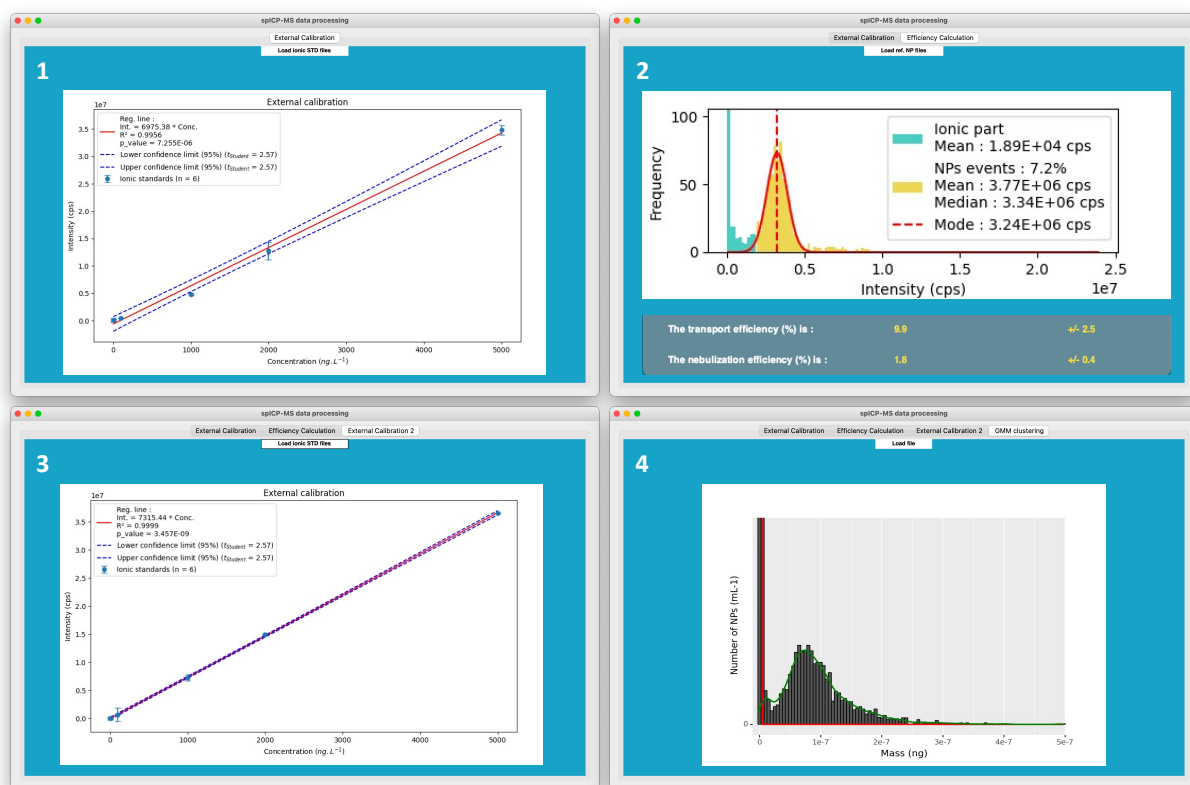 spICP-MS data processing
External Calibration
Load ionic STD files
1
External calibration
1e7
Reg. line :
Int. = 6975.38 * Conc.
R² = 0.9956
p_value = 7.255E-06
Lower confidence limit (95%) (tStudent = 2.57)
Upper confidence limit (95%) (tStudent = 2.57)
Ionic standards (n = 6)
3.5
3.0
2.5
2.0
1.5
1.0
0.5
0.0
Intensity (cps)
0 1000 2000 3000 4000 5000
Concentration (ng.L⁻¹)
spICP-MS data processing
External Calibration Efficiency Calculation
Load ref. NP files
2
Ionic part
Mean : 1.89E+04 cps
NPs events : 7.2%
Mean : 3.77E+06 cps
Median : 3.34E+06 cps
Mode : 3.24E+06 cps
100
50
0
Frequency
0.0 0.5 1.0 1.5 2.0 2.5
1e7
Intensity (cps)
The transport efficiency (%) is : 9.9 +/- 2.5
The nebulization efficiency (%) is : 1.8 +/- 0.4
spICP-MS data processing
External Calibration Efficiency Calculation External Calibration 2
Load ionic STD files
3
External calibration
1e7
Reg. line :
Int. = 7315.44 * Conc.
R² = 0.9999
p_value = 3.457E-09
Lower confidence limit (95%) (tStudent = 2.57)
Upper confidence limit (95%) (tStudent = 2.57)
Ionic standards (n = 6)
3.5
3.0
2.5
2.0
1.5
1.0
0.5
0.0
Intensity (cps)
0 1000 2000 3000 4000 5000
Concentration (ng.L⁻¹)
spICP-MS data processing
External Calibration Efficiency Calculation External Calibration 2 GMM clustering
Load file
4
Number of NPs (mL-1)
0
0 1e-7 2e-7 3e-7 4e-7 5e-7
Mass (ng)